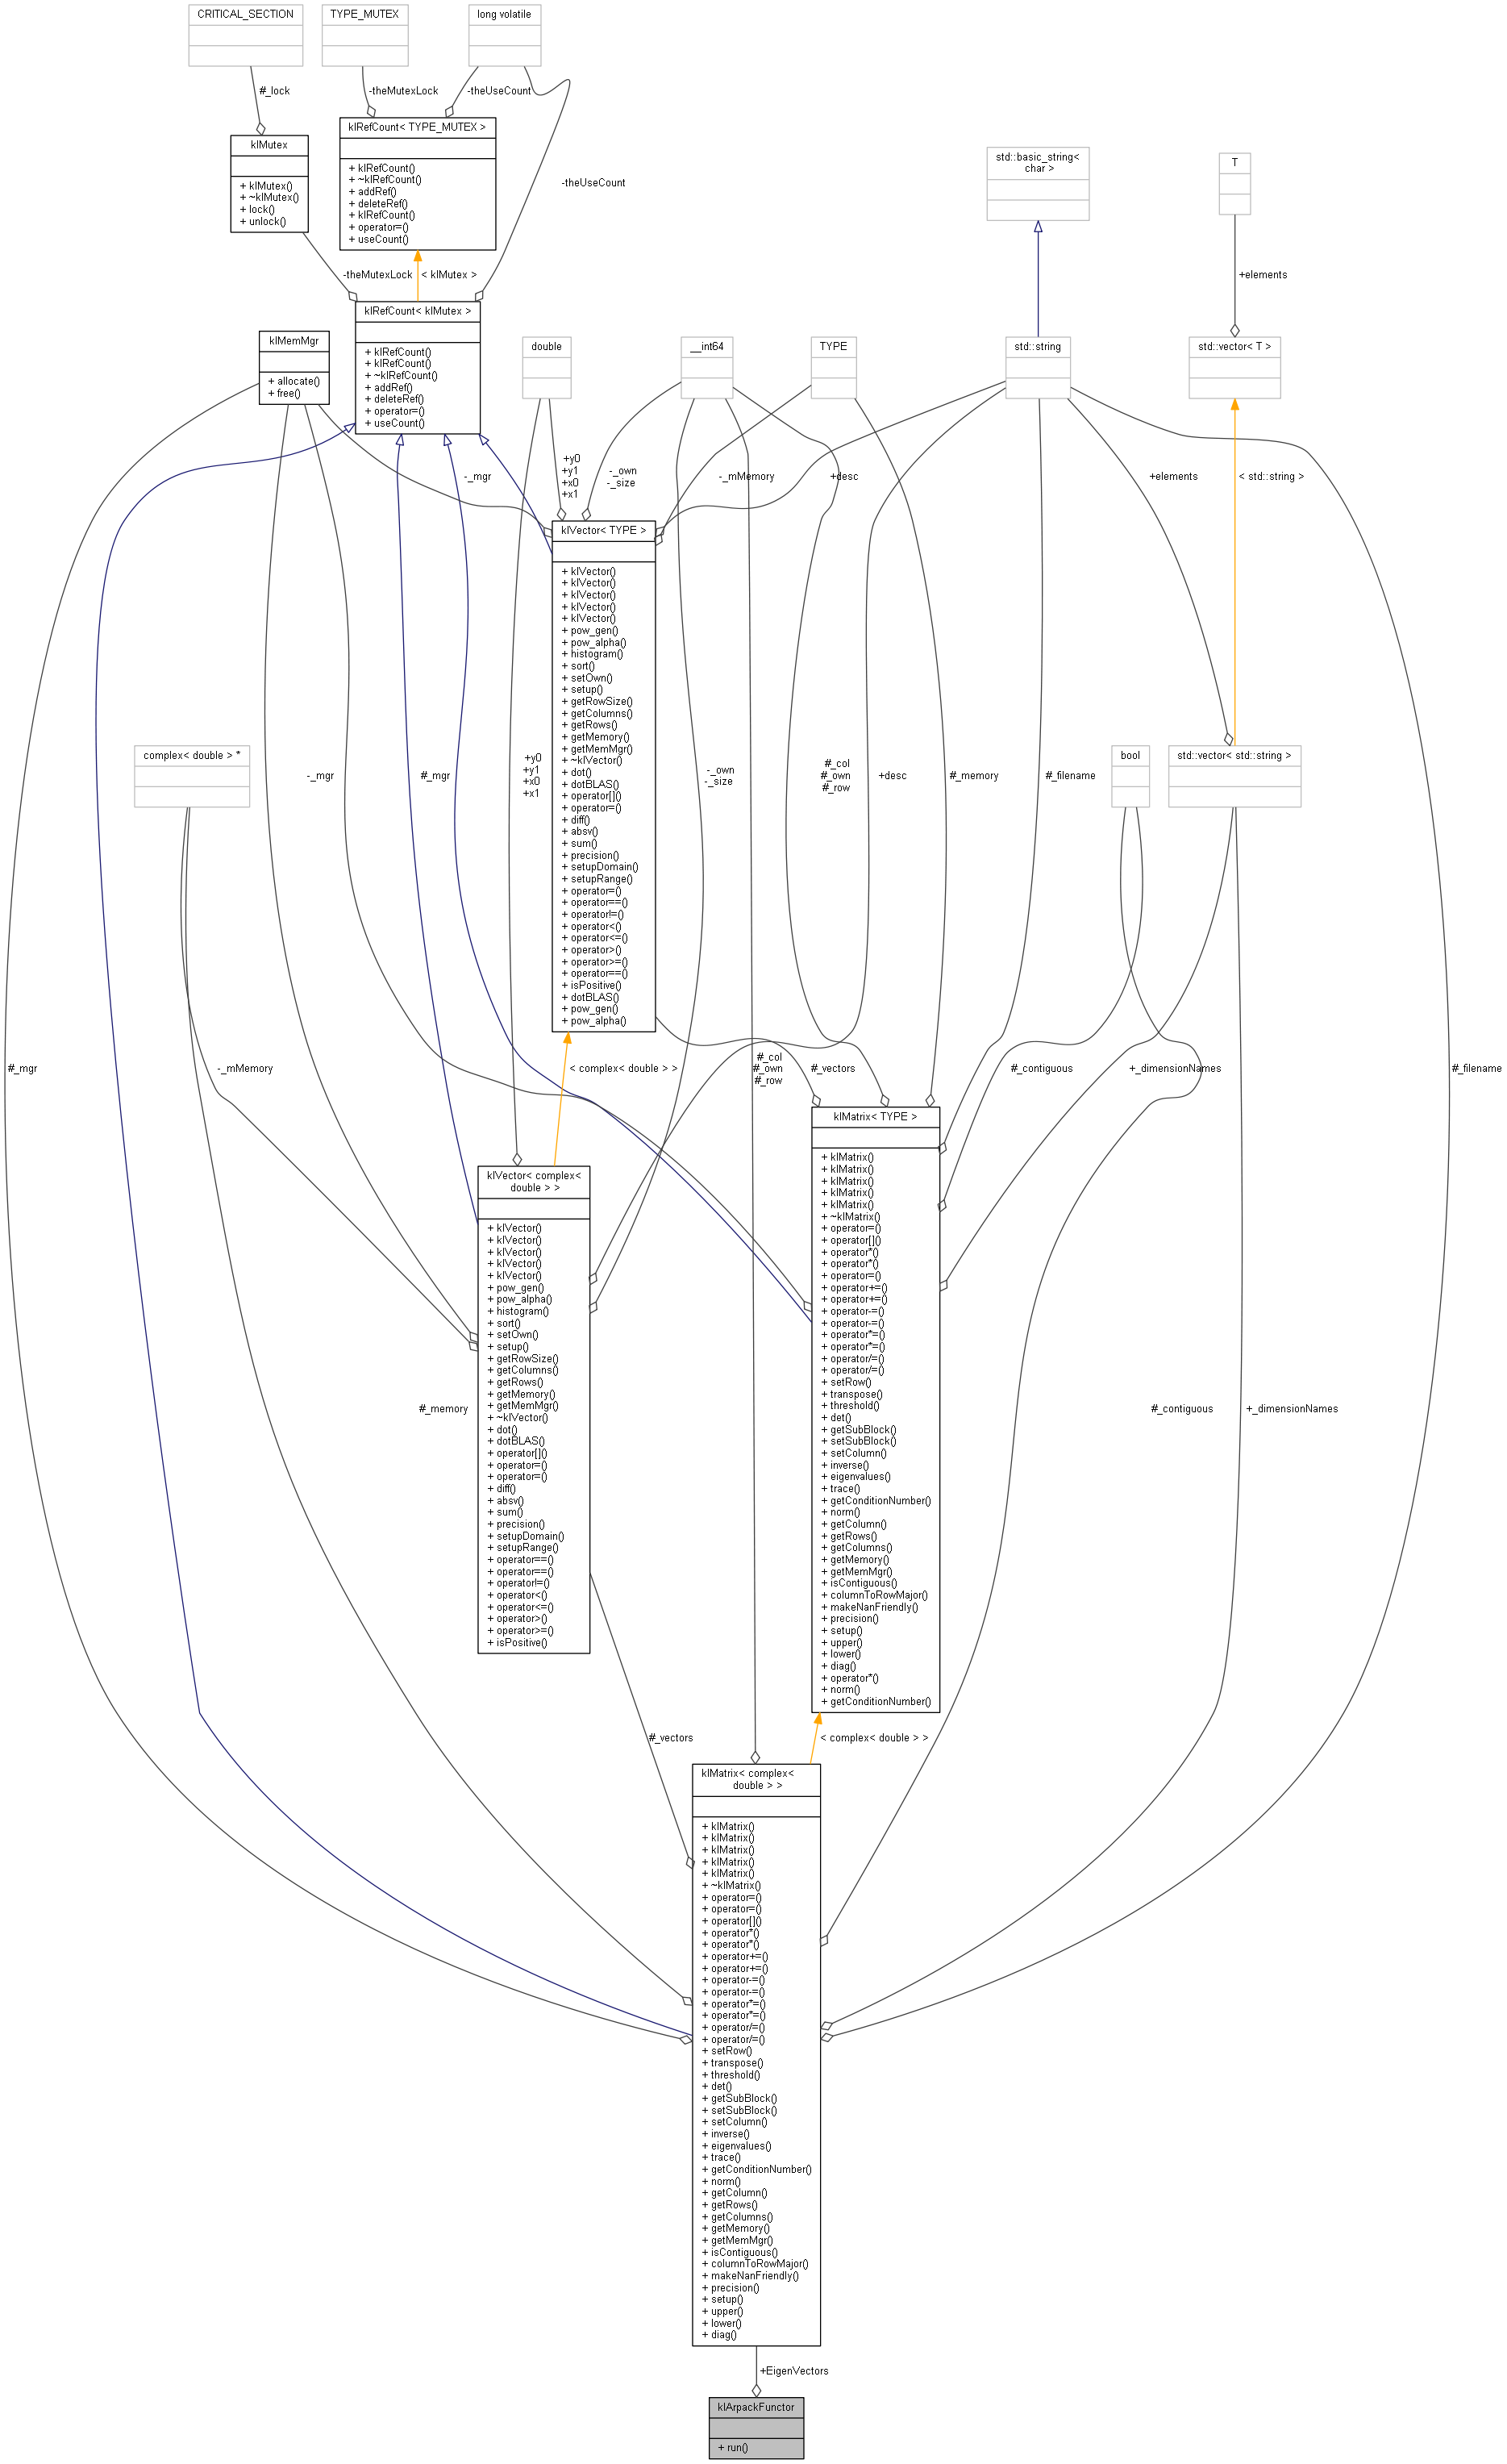 CRITICAL_SECTION
TYPE_MUTEX
long volatile
#_lock
-theMutexLock
-theUseCount
klRefCount< TYPE_MUTEX >
+ klRefCount()
+ ~klRefCount()
+ addRef()
+ deleteRef()
+ klRefCount()
+ operator=()
+ useCount()
klMutex
+ klMutex()
+ ~klMutex()
+ lock()
+ unlock()
-theUseCount
std::basic_string<
char >
T
-theMutexLock
< klMutex >
+elements
klRefCount< klMutex >
+ klRefCount()
+ klRefCount()
+ ~klRefCount()
+ addRef()
+ deleteRef()
+ operator=()
+ useCount()
klMemMgr
+ allocate()
+ free()
double
__int64
TYPE
std::string
std::vector< T >
-_mgr
+y0
+y1
+x0
+x1
-_own
-_size
-_mMemory
+desc
+elements
< std::string >
klVector< TYPE >
+ klVector()
+ klVector()
+ klVector()
+ klVector()
+ klVector()
+ pow_gen()
+ pow_alpha()
+ histogram()
+ sort()
+ setOwn()
+ setup()
+ getRowSize()
+ getColumns()
+ getRows()
+ getMemory()
+ getMemMgr()
+ ~klVector()
+ dot()
+ dotBLAS()
+ operator[]()
+ operator=()
+ diff()
+ absv()
+ sum()
+ precision()
+ setupDomain()
+ setupRange()
+ operator=()
+ operator==()
+ operator!=()
+ operator<()
+ operator<=()
+ operator>()
+ operator>=()
+ operator==()
+ isPositive()
+ dotBLAS()
+ pow_gen()
+ pow_alpha()
complex< double > *
bool
std::vector< std::string >
-_mgr
#_mgr
+y0
+y1
+x0
+x1
-_own
-_size
#_col
#_own
#_row
+desc
#_memory
#_filename
#_mgr
-_mMemory
< complex< double > >
#_col
#_own
#_row
#_vectors
#_contiguous
+_dimensionNames
#_filename
klMatrix< TYPE >
+ klMatrix()
+ klMatrix()
+ klMatrix()
+ klMatrix()
+ klMatrix()
+ ~klMatrix()
+ operator=()
+ operator[]()
+ operator*()
+ operator*()
+ operator=()
+ operator+=()
+ operator+=()
+ operator-=()
+ operator-=()
+ operator*=()
+ operator*=()
+ operator/=()
+ operator/=()
+ setRow()
+ transpose()
+ threshold()
+ det()
+ getSubBlock()
+ setSubBlock()
+ setColumn()
+ inverse()
+ eigenvalues()
+ trace()
+ getConditionNumber()
+ norm()
+ getColumn()
+ getRows()
+ getColumns()
+ getMemory()
+ getMemMgr()
+ isContiguous()
+ columnToRowMajor()
+ makeNanFriendly()
+ precision()
+ setup()
+ upper()
+ lower()
+ diag()
+ operator*()
+ norm()
+ getConditionNumber()
klVector< complex<
double > >
+ klVector()
+ klVector()
+ klVector()
+ klVector()
+ klVector()
+ pow_gen()
+ pow_alpha()
+ histogram()
+ sort()
+ setOwn()
+ setup()
+ getRowSize()
+ getColumns()
+ getRows()
+ getMemory()
+ getMemMgr()
+ ~klVector()
+ dot()
+ dotBLAS()
+ operator[]()
+ operator=()
+ operator=()
+ diff()
+ absv()
+ sum()
+ precision()
+ setupDomain()
+ setupRange()
+ operator==()
+ operator==()
+ operator!=()
+ operator<()
+ operator<=()
+ operator>()
+ operator>=()
+ isPositive()
#_memory
#_contiguous
+_dimensionNames
#_vectors
< complex< double > >
klMatrix< complex<
double > >
+ klMatrix()
+ klMatrix()
+ klMatrix()
+ klMatrix()
+ klMatrix()
+ ~klMatrix()
+ operator=()
+ operator=()
+ operator[]()
+ operator*()
+ operator*()
+ operator+=()
+ operator+=()
+ operator-=()
+ operator-=()
+ operator*=()
+ operator*=()
+ operator/=()
+ operator/=()
+ setRow()
+ transpose()
+ threshold()
+ det()
+ getSubBlock()
+ setSubBlock()
+ setColumn()
+ inverse()
+ eigenvalues()
+ trace()
+ getConditionNumber()
+ norm()
+ getColumn()
+ getRows()
+ getColumns()
+ getMemory()
+ getMemMgr()
+ isContiguous()
+ columnToRowMajor()
+ makeNanFriendly()
+ precision()
+ setup()
+ upper()
+ lower()
+ diag()
+EigenVectors
klArpackFunctor
+ run()